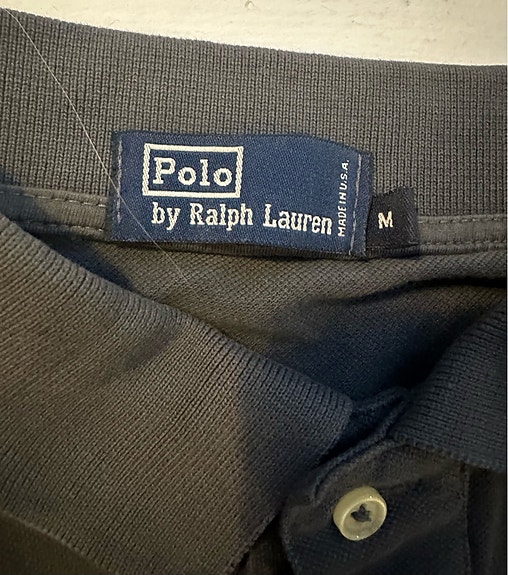 Polo
by Ralph Lauren
MADE IN U.S.A.
M